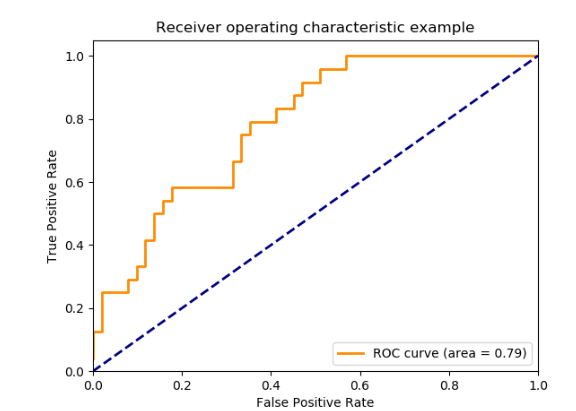 Receiver operating characteristic example
1.0
0.8
0.6
0.4
0.2
0.0
True Positive Rate
ROC curve (area = 0.79)
0.0 0.2 0.4 0.6 0.8 1.0
False Positive Rate